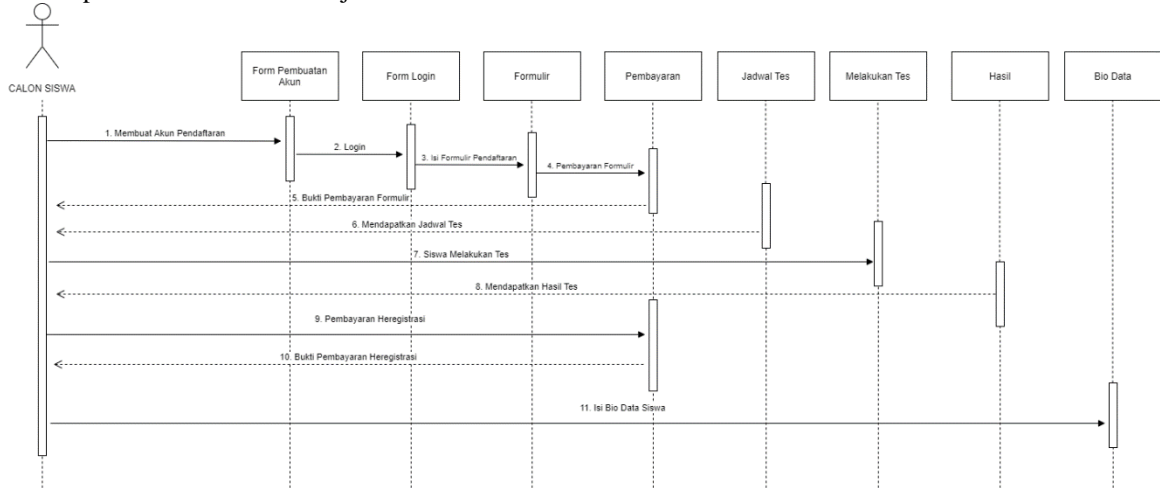 CALON SISWA
Form Pembuatan
Akun
Form Login
Formulir
Pembayaran
Jadwal Tes
Melakukan Tes
Hasil
Bio Data
1. Membuat Akun Pendaftaran
2. Login
3. Isi Formulir Pendaftaran
4. Pembayaran Formulir
5. Bukti Pembayaran Formulir
6. Mendapatkan Jadwal Tes
7. Siswa Melakukan Tes
8. Mendapatkan Hasil Tes
9. Pembayaran Heregistrasi
10. Bukti Pembayaran Heregistrasi
11. Isi Bio Data Siswa